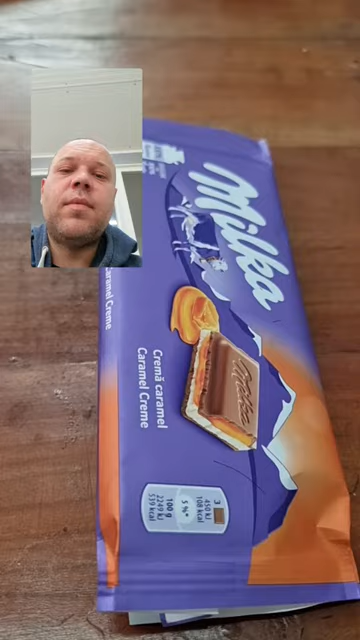 Milka
Caramel Creme
Cremă caramel
Caramel Creme
3
450 kJ
108 kcal
5 %*
100 g
2249 kJ
539 kcal